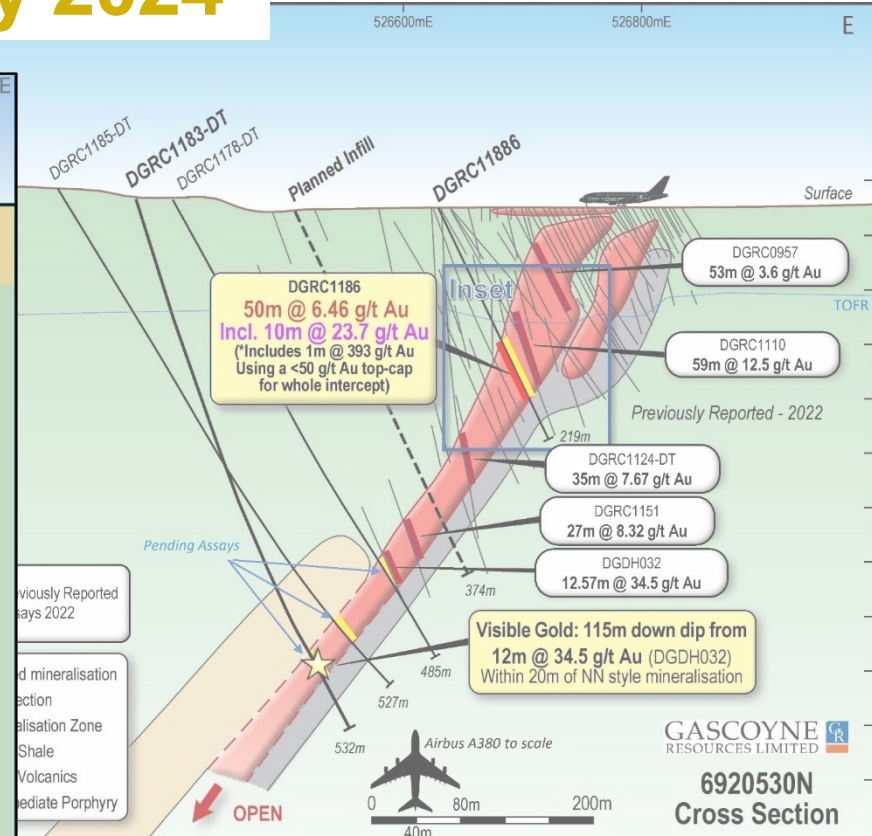 y 2024
526600mE
526800mE
E
E
DGRC1185-DT
DGRC1183-DT
DGRC1178-DT
Planned Infill
DGRC11886
Surface
DGRC0957
53m @ 3.6 g/t Au
TOFR
Inset
DGRC1186
50m @ 6.46 g/t Au
Incl. 10m @ 23.7 g/t Au
(*Includes 1m @ 393 g/t Au
Using a <50 g/t Au top-cap
for whole intercept)
DGRC1110
59m @ 12.5 g/t Au
Previously Reported - 2022
219m
DGRC1124-DT
35m @ 7.67 g/t Au
DGRC1151
27m @ 8.32 g/t Au
Pending Assays
DGDH032
12.57m @ 34.5 g/t Au
374m
eviously Reported
says 2022
Visible Gold: 115m down dip from
12m @ 34.5 g/t Au (DGDH032)
Within 20m of NN style mineralisation
485m
527m
532m
ed mineralisation
ection
alisation Zone
Shale
Volcanics
mediate Porphyry
Airbus A380 to scale
GASCOYNE GR
RESOURCES LIMITED
6920530N
Cross Section
OPEN
0 80m 200m
40m